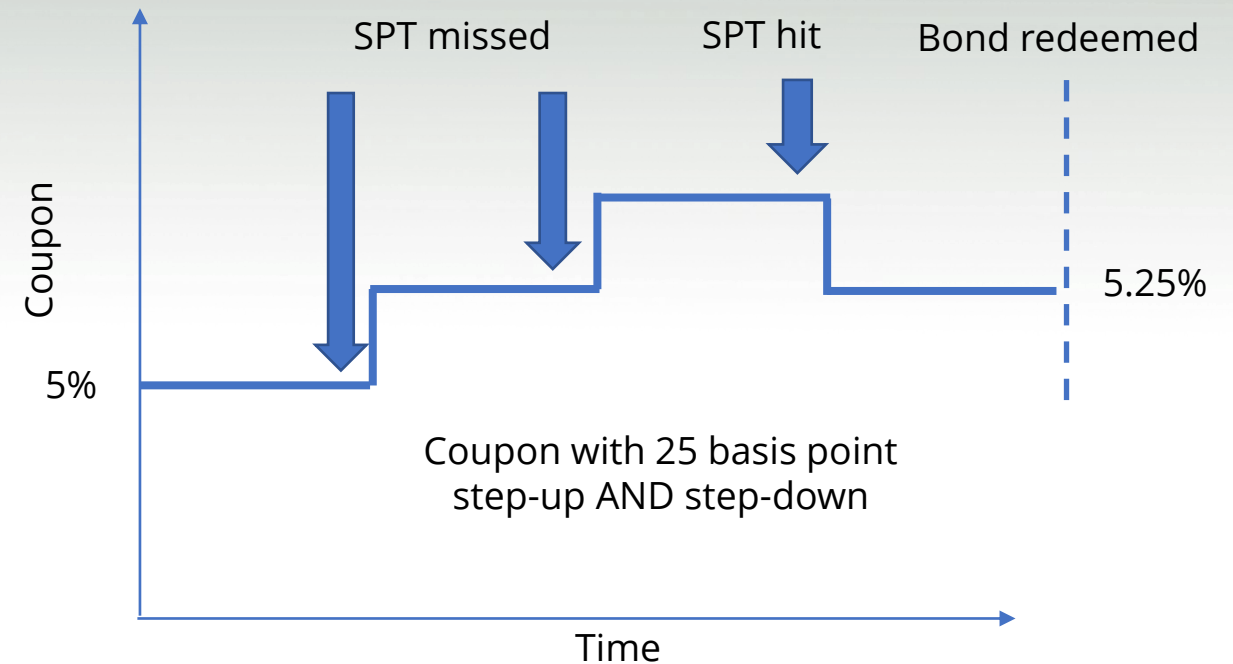 SPT missed
SPT hit
Bond redeemed
Coupon
5.25%
5%
Coupon with 25 basis point
step-up AND step-down
Time